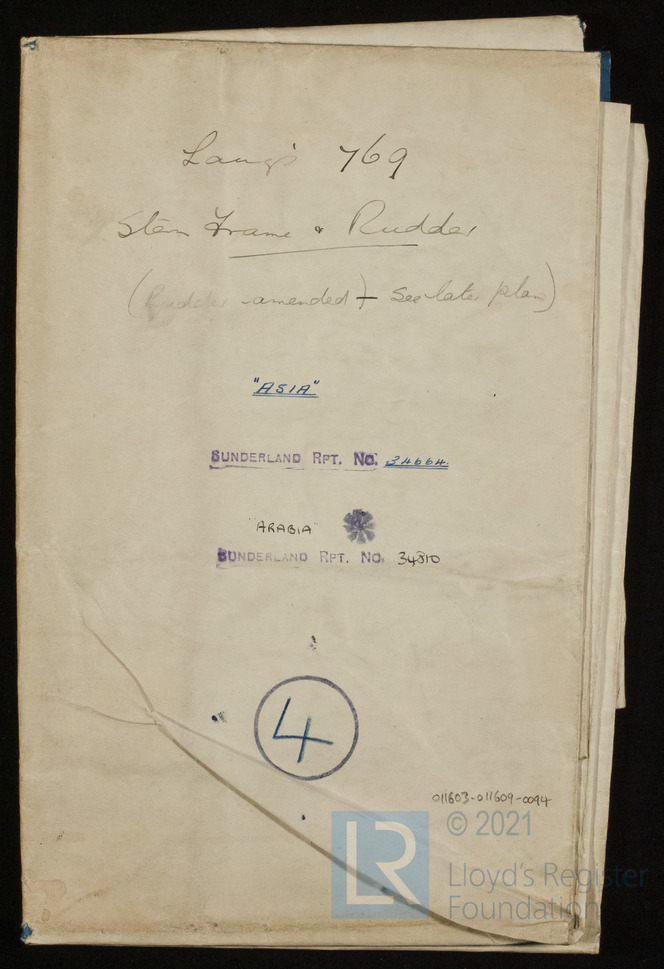 Laing's 769
Stern Frame & Rudder
(Rudder amended) - See later plan)
"ASIA"
SUNDERLAND RPT. NO. 34664.
"ARABIA"
SUNDERLAND RPT. NO. 34810
4
011603-011609-0094
© 2021
LR
Lloyd's Register
Foundation